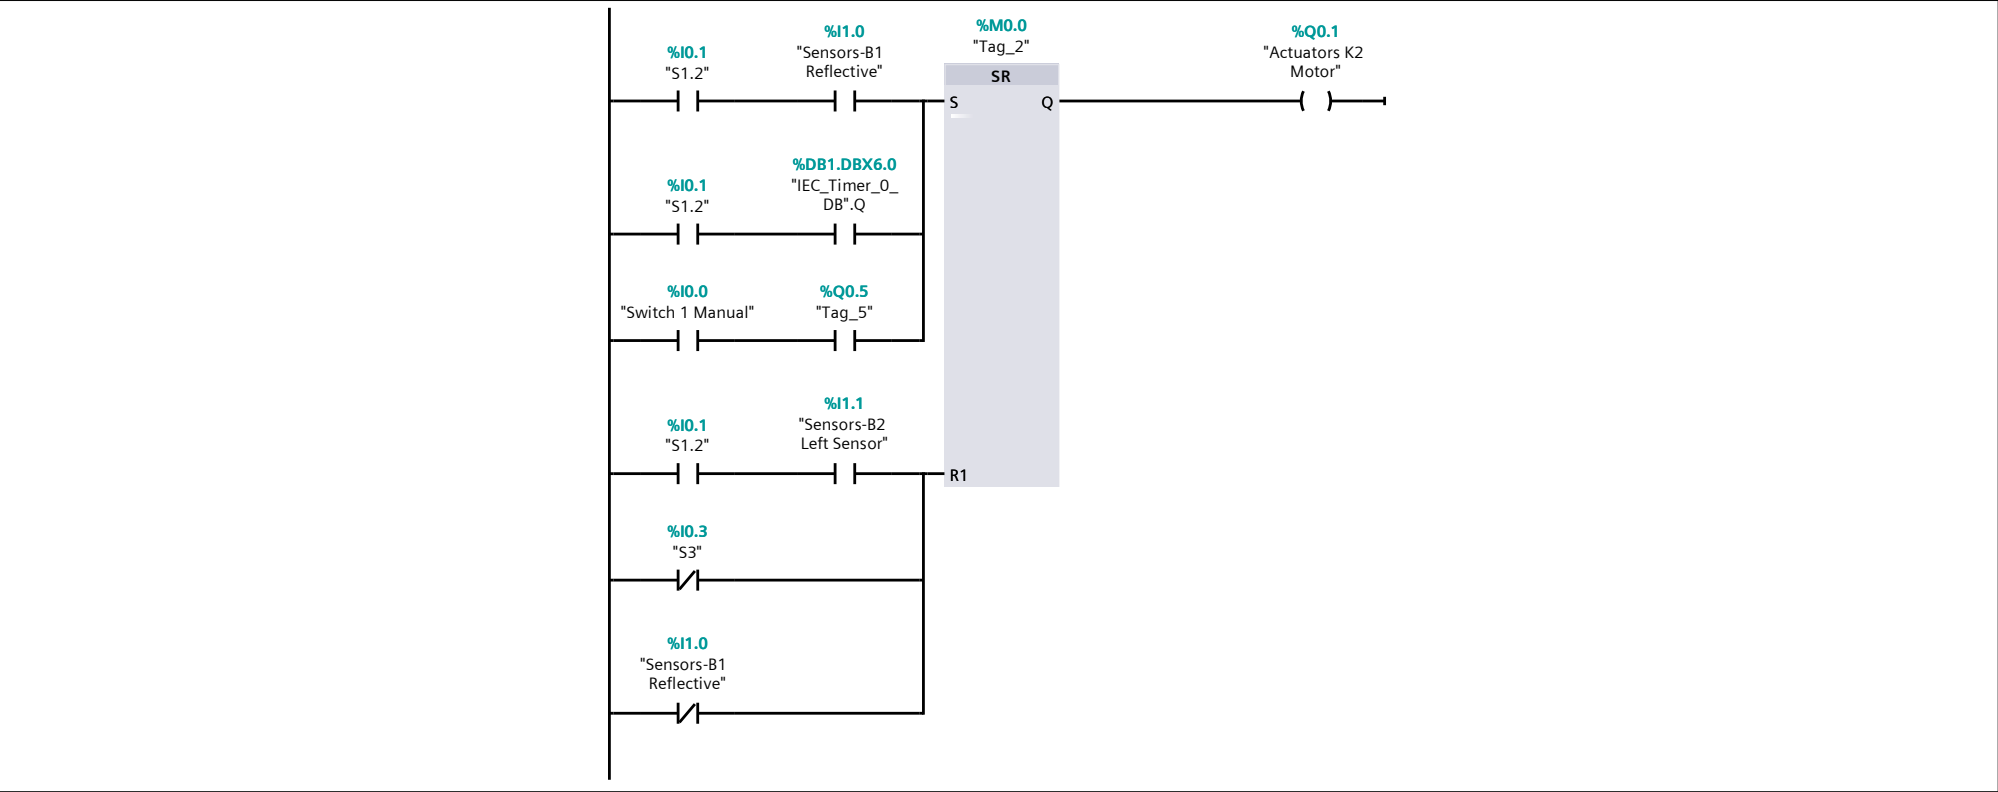 %I0.1
"S1.2"
%I1.0
"Sensors-B1
Reflective"
%M0.0
"Tag_2"
SR
S
Q
%Q0.1
"Actuators K2
Motor"
%I0.1
"S1.2"
%DB1.DBX6.0
"IEC_Timer_0_
DB".Q
%I0.0
"Switch 1 Manual"
%Q0.5
"Tag_5"
%I0.1
"S1.2"
%I1.1
"Sensors-B2
Left Sensor"
R1
%I0.3
"S3"
%I1.0
"Sensors-B1
Reflective"